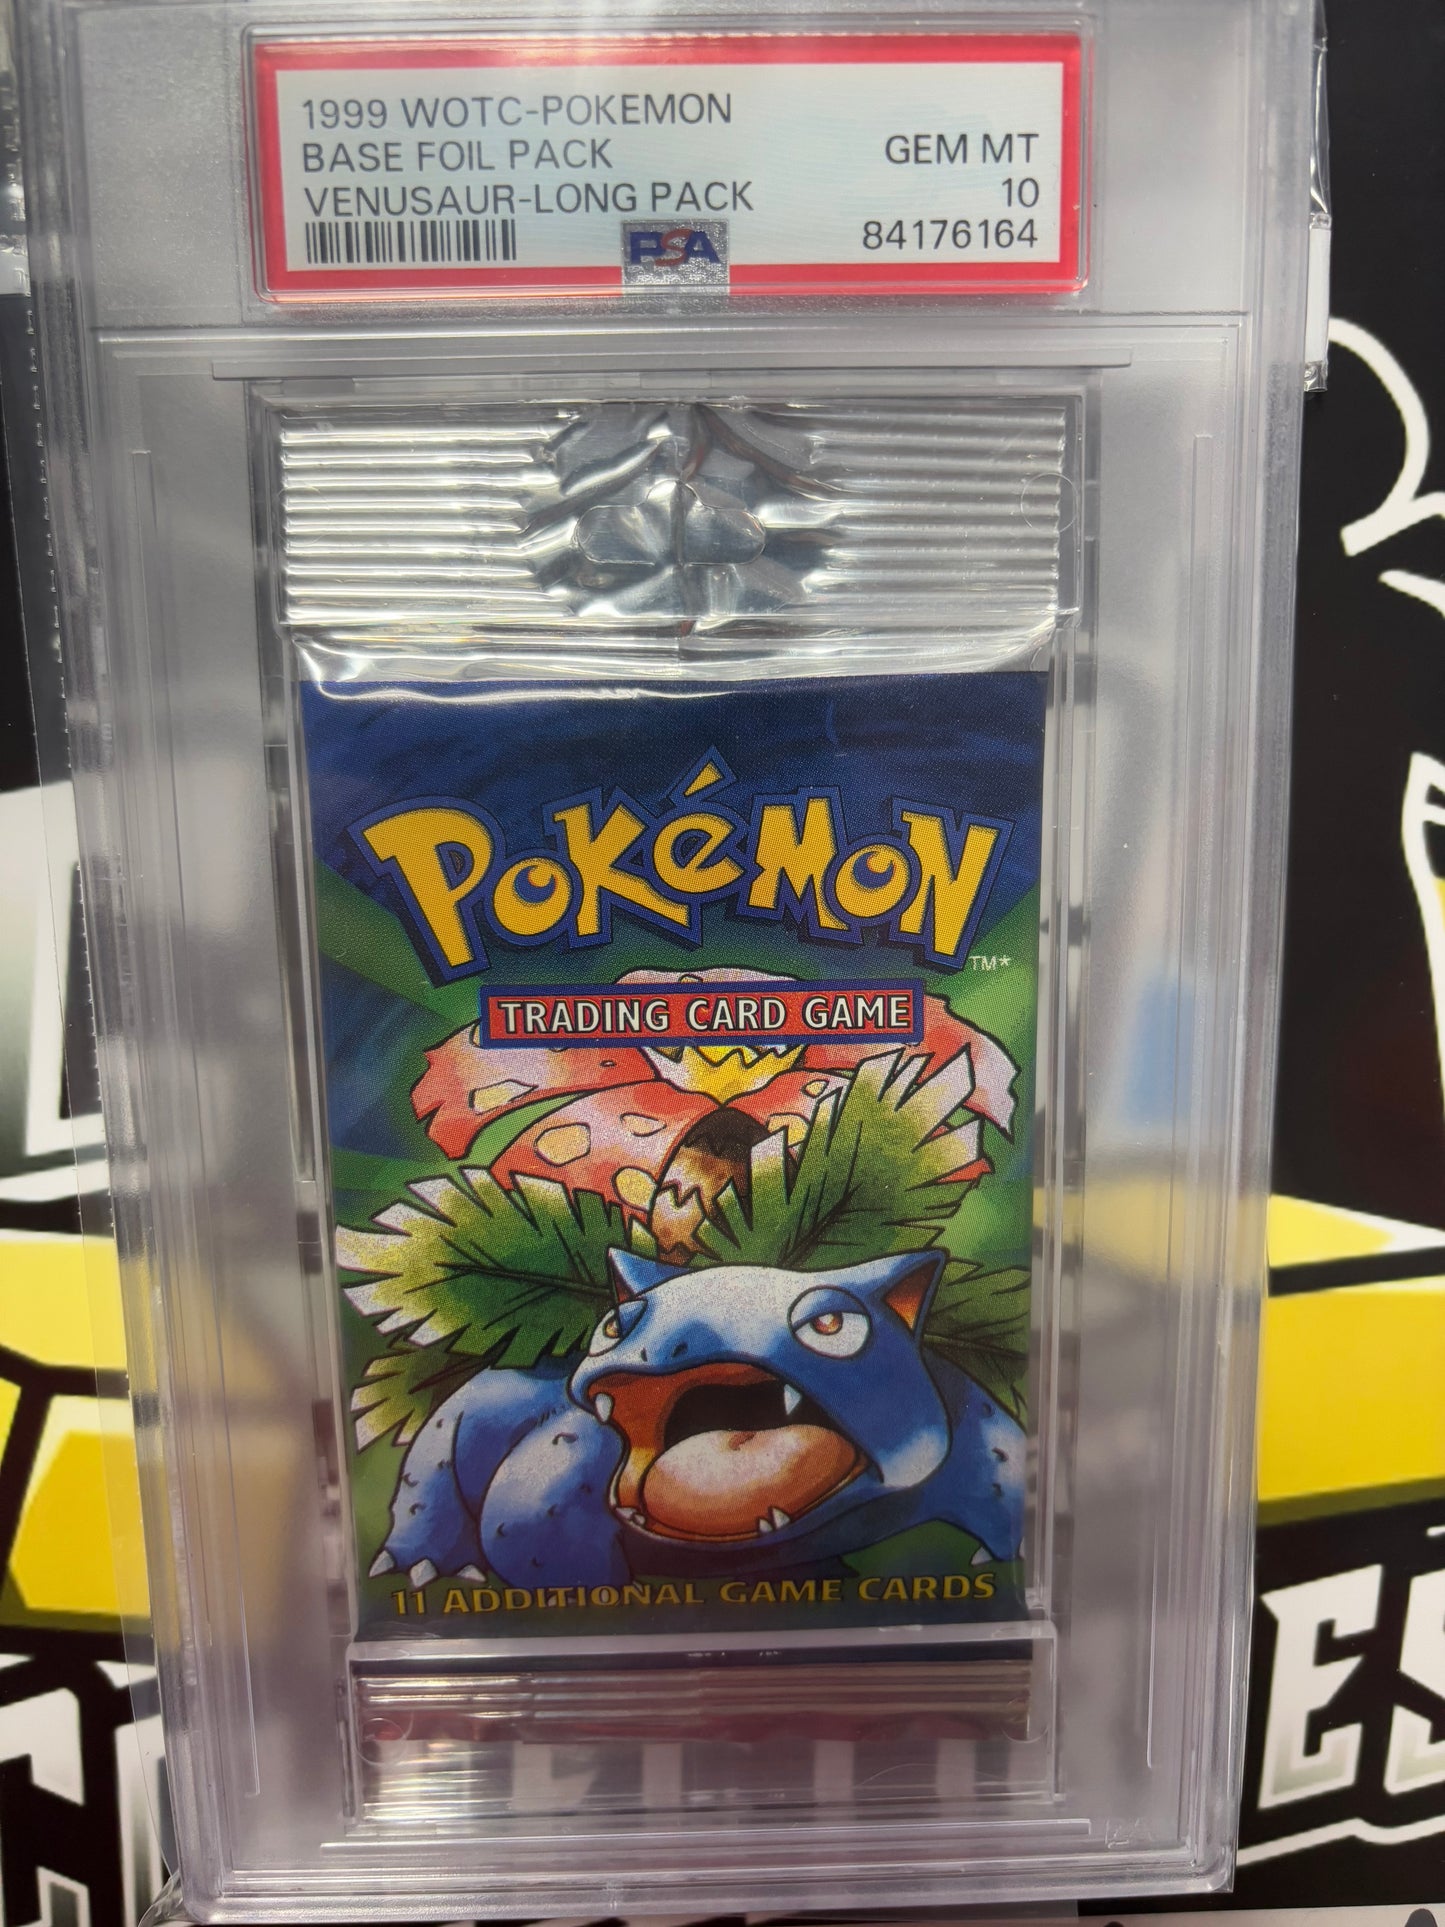 1999 WOTC-POKEMON
BASE FOIL PACK
VENUSAUR-LONG PACK
GEM MT
10
84176164
PSA
POKéMON
TM*
TRADING CARD GAME
11 ADDITIONAL GAME CARDS